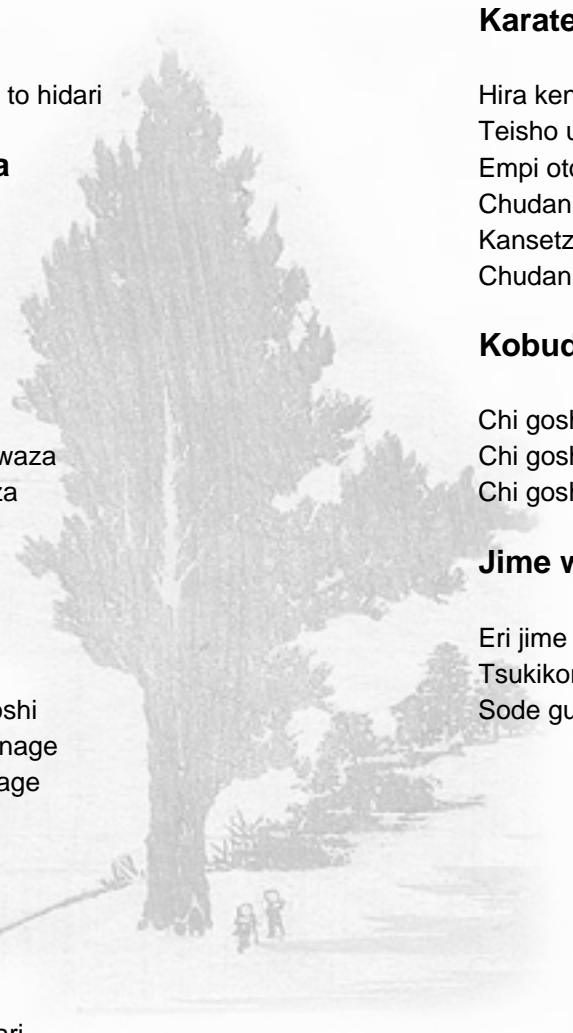 to hidari
a
waza
za
oshi
nage
age
ari
Karate
Hira ken
Teisho u
Empi oto
Chudan
Kansetz
Chudan
Kobud
Chi gosh
Chi gosh
Chi gosh
Jime w
Eri jime
Tsukiko
Sode gu